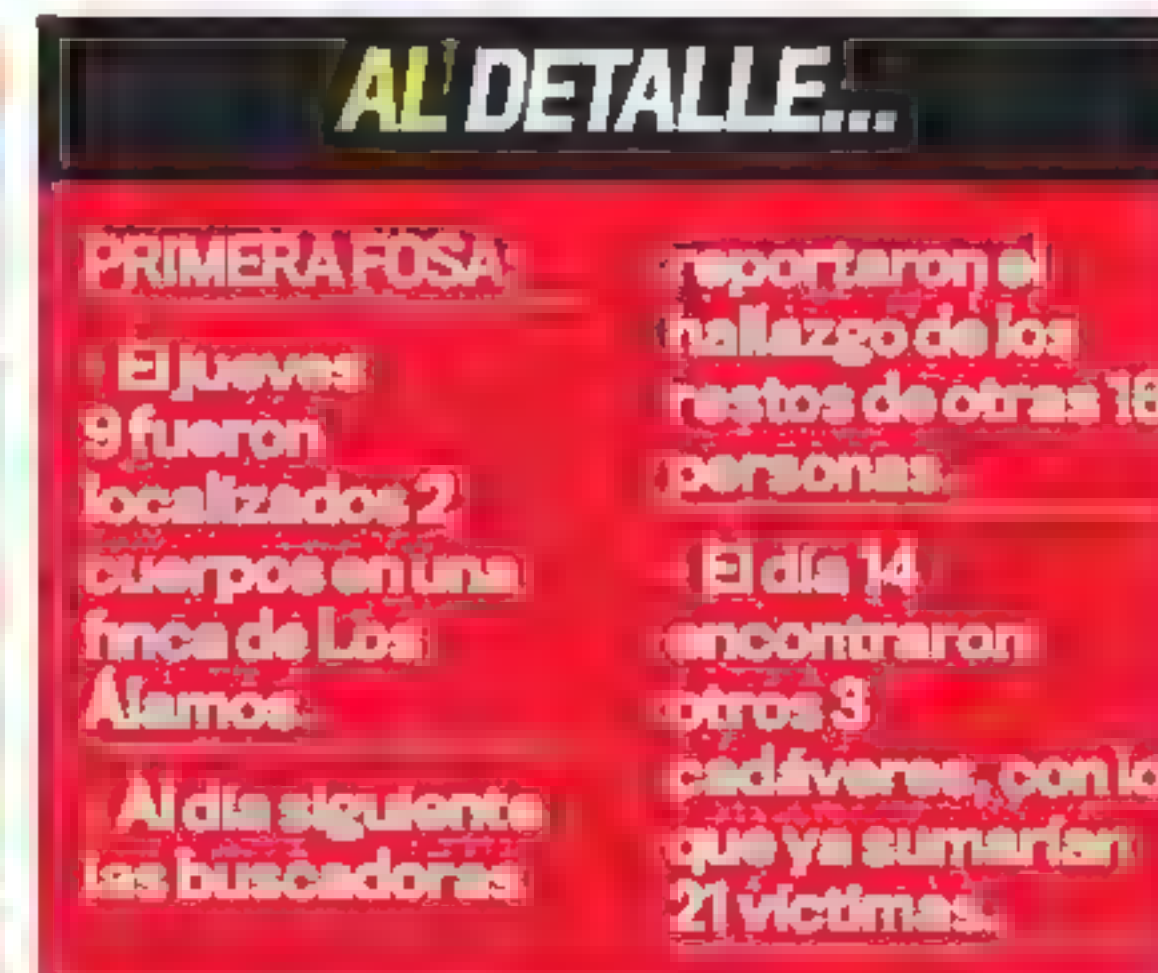 AL DETALLE...
PRIMERA FOSA
El jueves
9 fueron
localizados 2
cuerpos en una
finca de Los
Álamos.
Al día siguiente
las buscadoras
reportaron el
hallazgo de los
restos de otras
personas.
El día 14
encontraron
otros 3
cadáveres, con lo
que ya sumarían
21 víctimas.